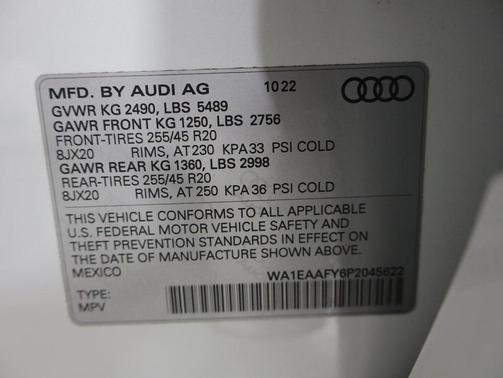 MFD. BY AUDI AG 10 22
GVWR KG 2490, LBS 5489
GAWR FRONT KG 1250, LBS 2756
FRONT-TIRES 255/45 R20
8JX20 RIMS, AT 230 KPA 33 PSI COLD
GAWR REAR KG 1360, LBS 2998
REAR-TIRES 255/45 R20
8JX20 RIMS, AT 250 KPA 36 PSI COLD
THIS VEHICLE CONFORMS TO ALL APPLICABLE
U.S. FEDERAL MOTOR VEHICLE SAFETY AND
THEFT PREVENTION STANDARDS IN EFFECT ON
THE DATE OF MANUFACTURE SHOWN ABOVE.
MEXICO WA1EAAFY6P2045622
TYPE:
MPV